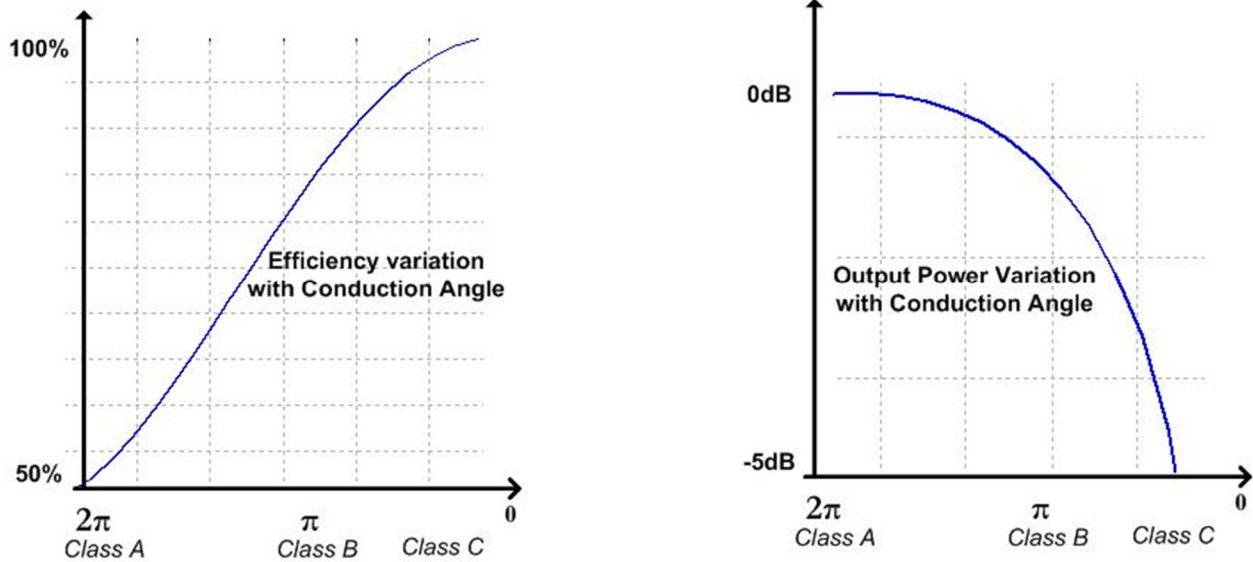 100%
Efficiency variation
with Conduction Angle
50%
2π π 0
Class A Class B Class C
0dB
Output Power Variation
with Conduction Angle
-5dB
2π π 0
Class A Class B Class C